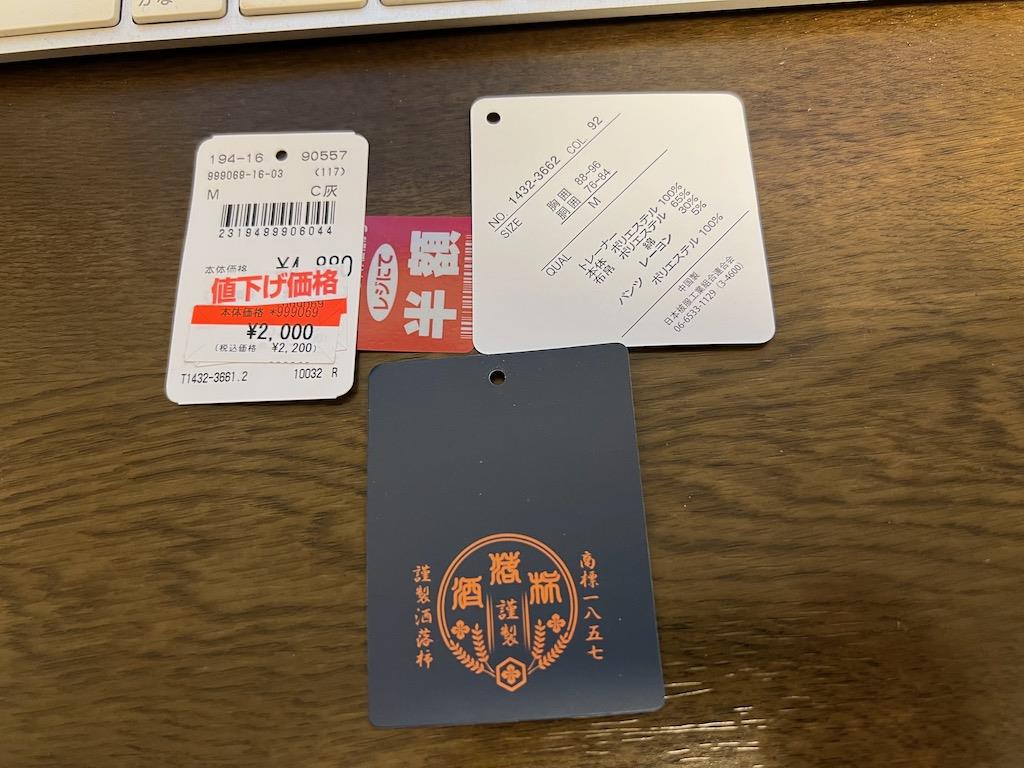 かな
194-16 90557
999069-16-03 (117)
M C灰
2319499906044
本体価格 ¥4,880
値下げ価格
本体価格 *999069
¥2,000
(税込価格 ¥2,200)
T1432-3661.2 10032 R
レジにて
半額
NO 1432-3662 COL 92
SIZE 胸囲 88~96
胴囲 76~84
M
QUAL トレーナー ポリエステル 100%
本体 ポリエステル 65%
布帛 綿 30%
レーヨン 5%
パンツ ポリエステル 100%
中国製
日本被服工業組合連合会
06-6533-1129 (3-4600)
酒落柿
謹製
謹製洒落柿
商標一八五七